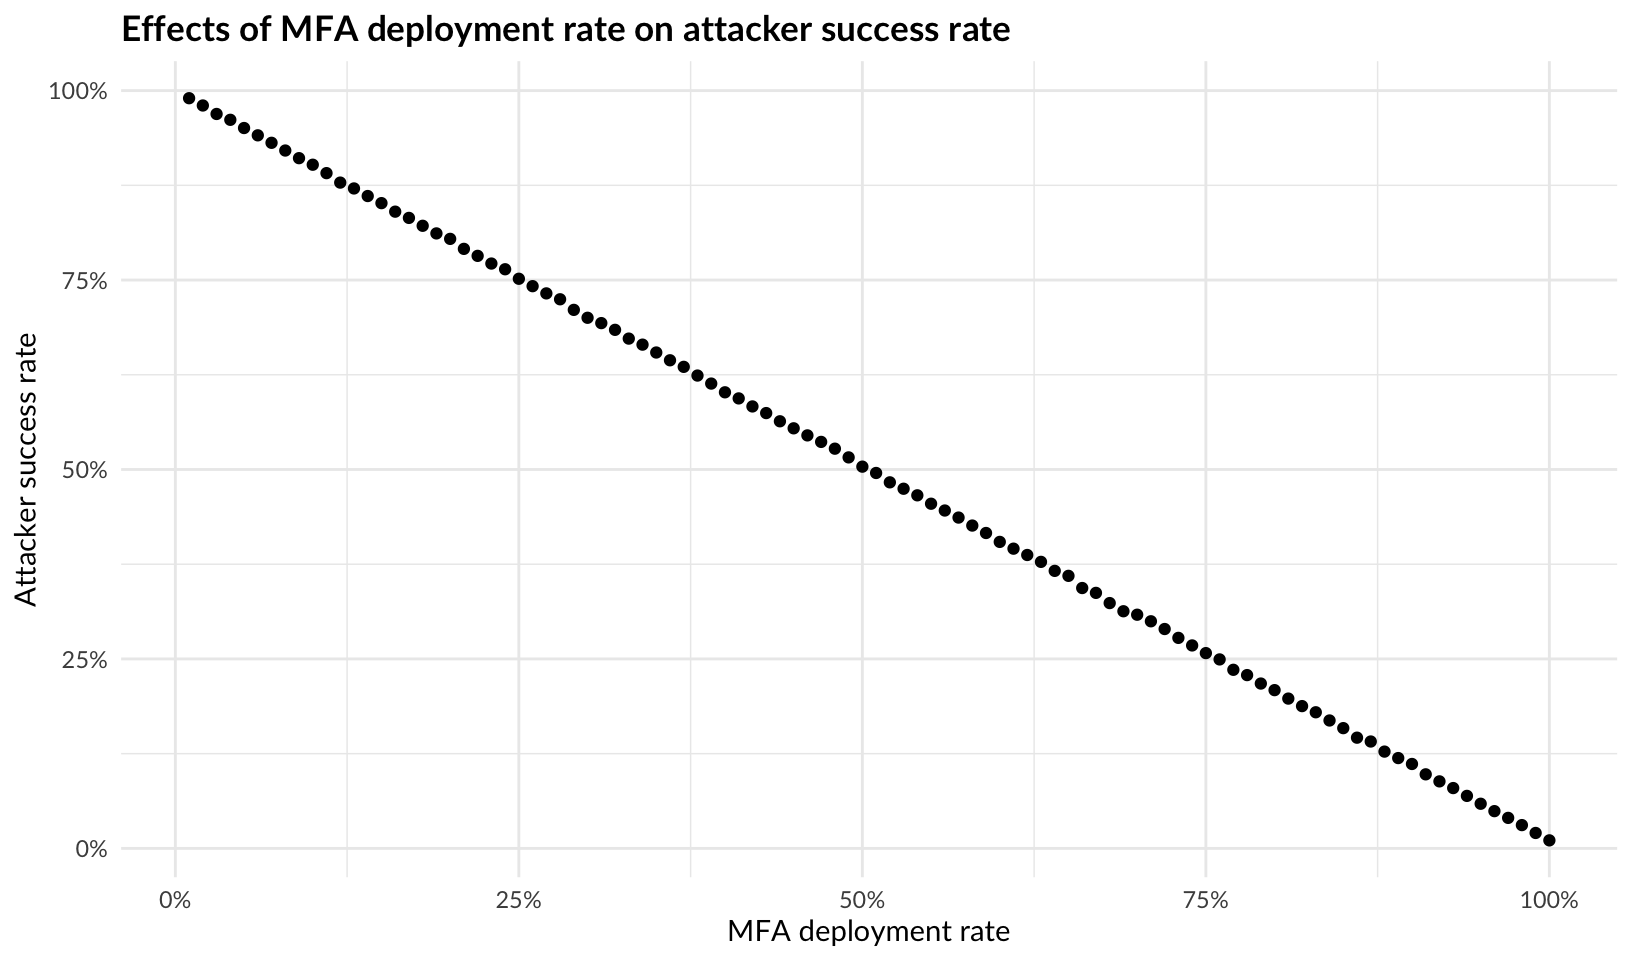 Effects of MFA deployment rate on attacker success rate
100%
75%
50%
25%
0%
Attacker success rate
0% 25% 50% 75% 100%
MFA deployment rate